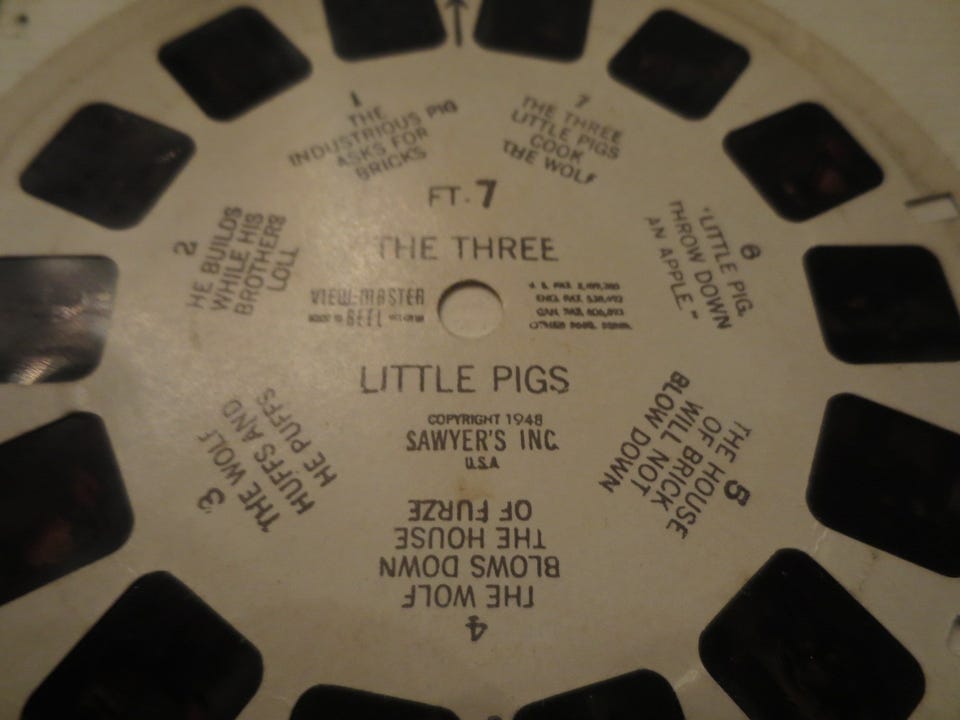 1
THE
INDUSTRIOUS PIG
ASKS FOR
BRICKS
7
THE THREE
LITTLE PIGS
COOK
THE WOLF
FT-7
THE THREE
2
HE BUILDS
WHILE HIS
BROTHERS
LOLL
6
"LITTLE PIG,
THROW DOWN
AN APPLE."
VIEW-MASTER
REEL
LITTLE PIGS
COPYRIGHT 1948
SAWYER'S INC.
U.S.A
3
THE WOLF
HUFFS AND
HE PUFFS
5
THE HOUSE
OF BRICK
WILL NOT
BLOW DOWN
4
THE WOLF
BLOWS DOWN
THE HOUSE
OF FURZE